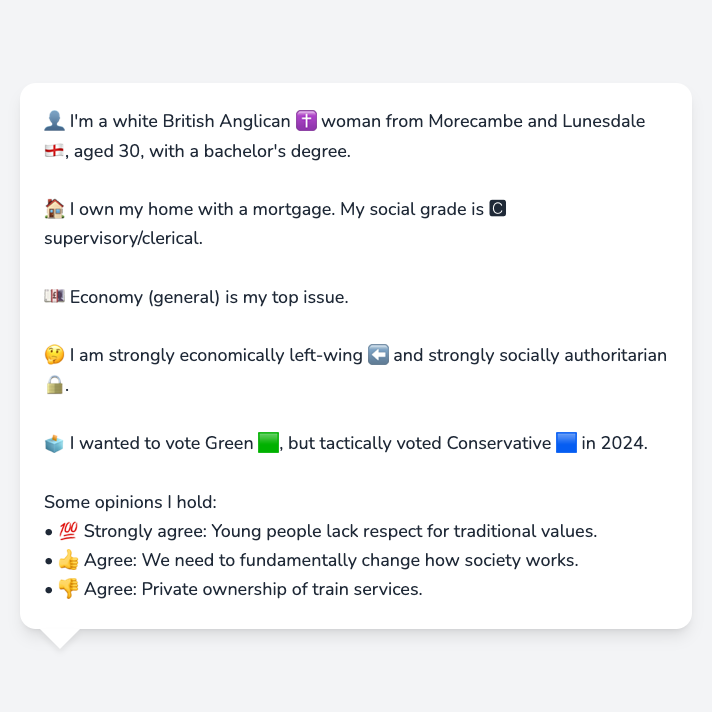 👤 I'm a white British Anglican ✝️ woman from Morecambe and Lunesdale
🏴󠁧󠁢󠁥󠁮󠁧󠁿, aged 30, with a bachelor's degree.
🏠 I own my home with a mortgage. My social grade is 🅲
supervisory/clerical.
💷 Economy (general) is my top issue.
🤔 I am strongly economically left-wing ⬅️ and strongly socially authoritarian
🔒.
🗳️ I wanted to vote Green 🟩, but tactically voted Conservative 🟦 in 2024.
Some opinions I hold:
• 💯 Strongly agree: Young people lack respect for traditional values.
• 👍 Agree: We need to fundamentally change how society works.
• 👎 Agree: Private ownership of train services.